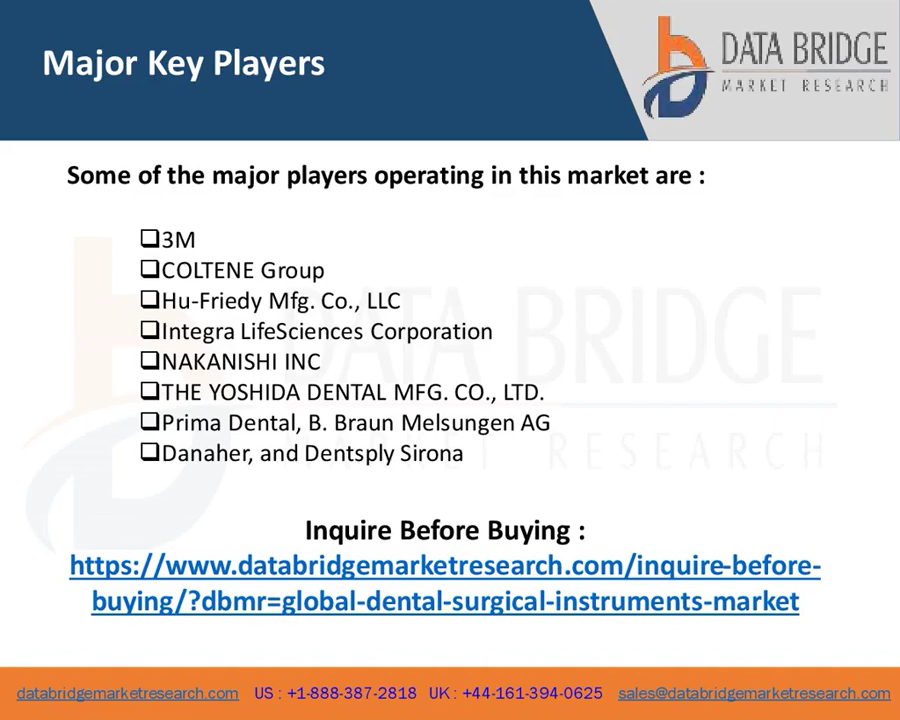 Major Key Players
DATA BRIDGE
MARKET RESEARCH
Some of the major players operating in this market are :
❑3M
❑COLTENE Group
❑Hu-Friedy Mfg. Co., LLC
❑Integra LifeSciences Corporation
❑NAKANISHI INC
❑THE YOSHIDA DENTAL MFG. CO., LTD.
❑Prima Dental, B. Braun Melsungen AG
❑Danaher, and Dentsply Sirona
DATA BRIDGE
MARKET RESEARCH
Inquire Before Buying :
https://www.databridgemarketresearch.com/inquire-before-
buying/?dbmr=global-dental-surgical-instruments-market
databridgemarketresearch.com US : +1-888-387-2818 UK : +44-161-394-0625 sales@databridgemarketresearch.com